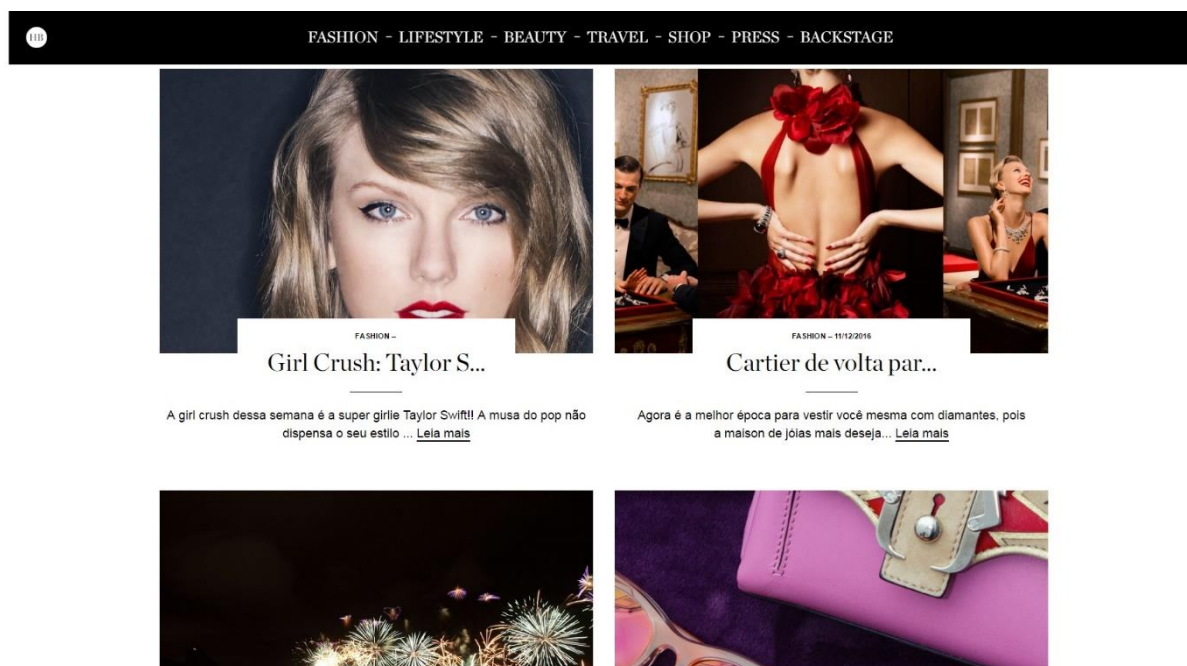 HB
FASHION - LIFESTYLE - BEAUTY - TRAVEL - SHOP - PRESS - BACKSTAGE
FASHION –
Girl Crush: Taylor S...
A girl crush dessa semana é a super girlie Taylor Swift!! A musa do pop não
dispensa o seu estilo ... Leia mais
FASHION – 11/12/2016
Cartier de volta par...
Agora é a melhor época para vestir você mesma com diamantes, pois
a maison de jóias mais deseja... Leia mais